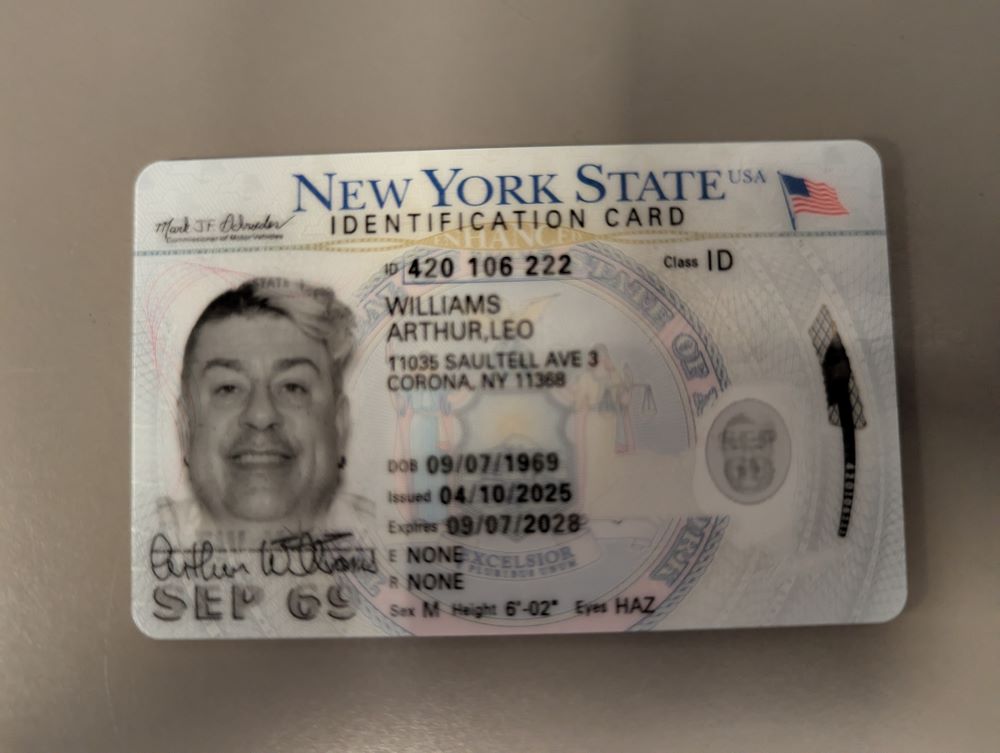 NEW YORK STATE USA
IDENTIFICATION CARD
ENHANCED
Mark J.F. Schroeder
Commissioner of Motor Vehicles
ID 420 106 222 Class ID
WILLIAMS
ARTHUR,LEO
11035 SAULTELL AVE 3
CORONA, NY 11368
DOB 09/07/1969
Issued 04/10/2025
Expires 09/07/2028
E NONE
R NONE
Sex M Height 6'-02" Eyes HAZ
Arthur Williams
SEP 69
EXCELSIOR
E PLURIBUS UNUM
SEP
69